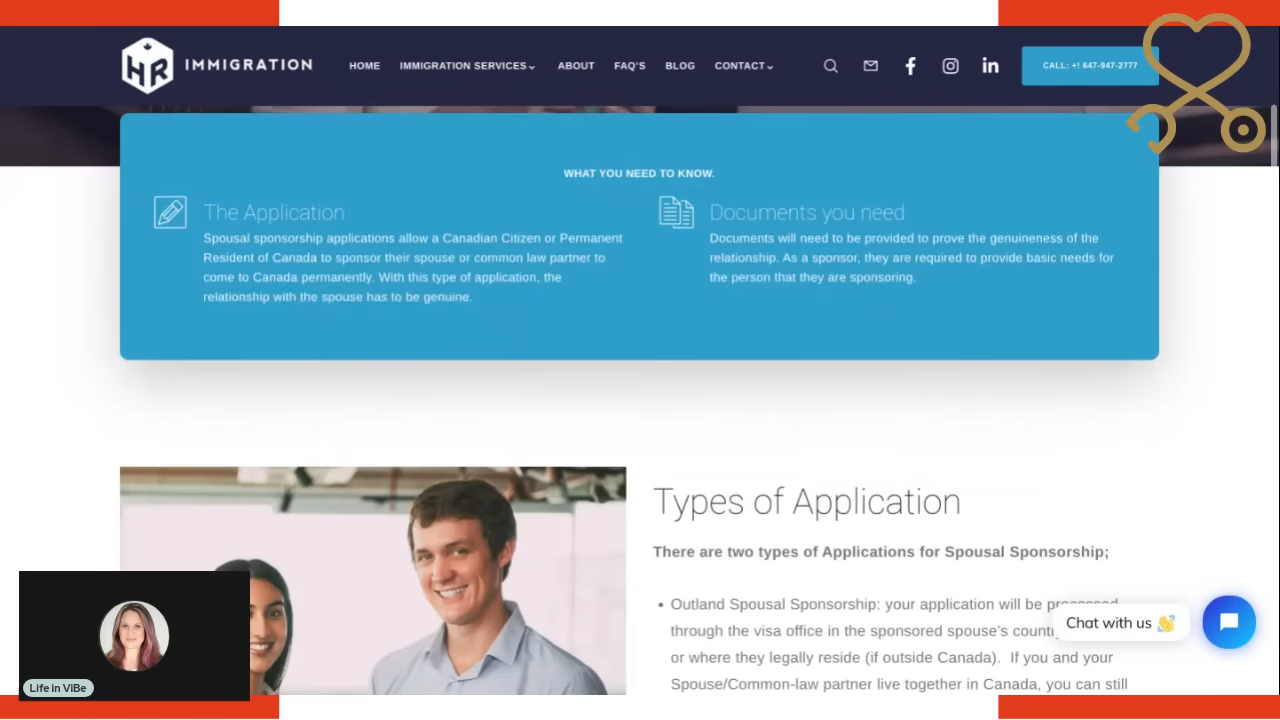 HR IMMIGRATION HOME IMMIGRATION SERVICES ABOUT FAQ'S BLOG CONTACT CALL: +! 647-947-2777
WHAT YOU NEED TO KNOW.
The Application
Spousal sponsorship applications allow a Canadian Citizen or Permanent
Resident of Canada to sponsor their spouse or common law partner to
come to Canada permanently. With this type of application, the
relationship with the spouse has to be genuine.
Documents you need
Documents will need to be provided to prove the genuineness of the
relationship. As a sponsor, they are required to provide basic needs for
the person that they are sponsoring.
Types of Application
There are two types of Applications for Spousal Sponsorship;
• Outland Spousal Sponsorship: your application will be processed
through the visa office in the sponsored spouse's
or where they legally reside (if outside Canada). If you and your
Spouse/Common-law partner live together in Canada, you can still
Chat with us 👋
Life in ViBe